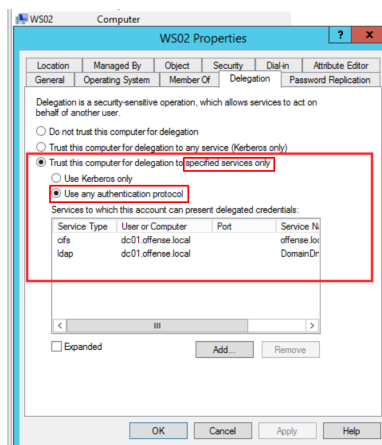 WS02 Computer
WS02 Properties ? x
Location Managed By Object Security Dial-in Attribute Editor
General Operating System Member Of Delegation Password Replication
Delegation is a security-sensitive operation, which allows services to act on
behalf of another user.
Do not trust this computer for delegation
Trust this computer for delegation to any service (Kerberos only)
Trust this computer for delegation to specified services only
Use Kerberos only
Use any authentication protocol
Services to which this account can present delegated credentials:
Service Type User or Computer Port Service Na
cifs dc01.offense.local offense.loc
ldap dc01.offense.local DomainDn
Expanded Add... Remove
OK Cancel Apply Help